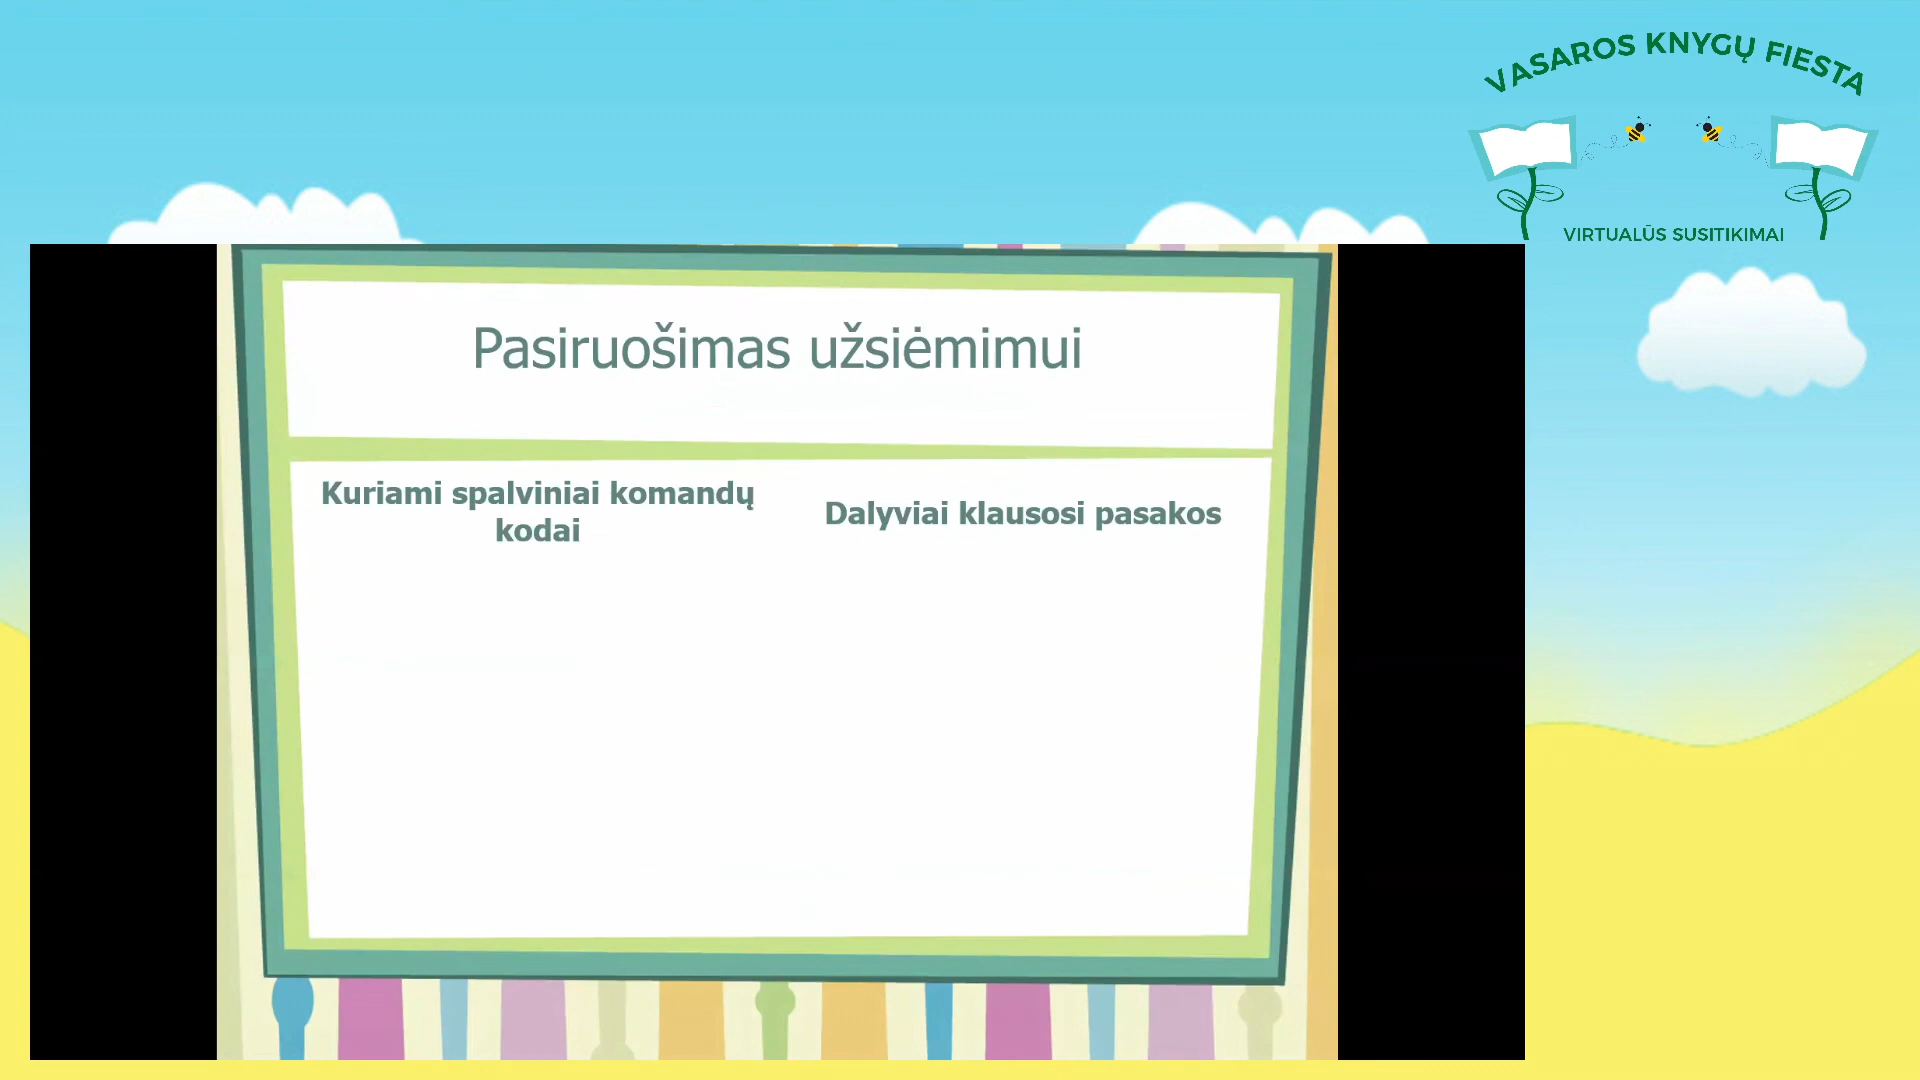 VASAROS KNYGŲ FIESTA
VIRTUALŪS SUSITIKIMAI
Pasiruošimas užsiėmimui
Kuriami spalviniai komandų
kodai
Dalyviai klausosi pasakos